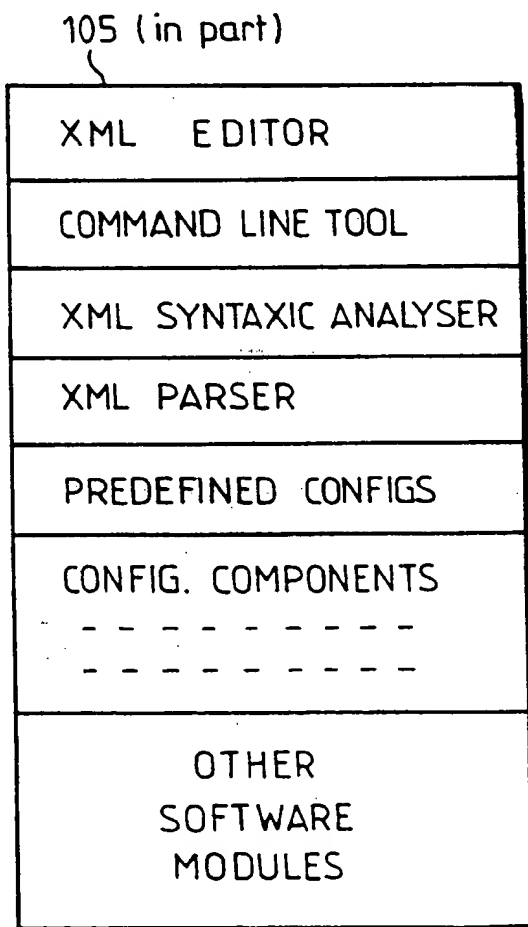 105 (in part)
XML EDITOR
COMMAND LINE TOOL
XML SYNTAXIC ANALYSER
XML PARSER
PREDEFINED CONFIGS
CONFIG. COMPONENTS
- - - - - - - - -
- - - - - - - - -
OTHER
SOFTWARE
MODULES